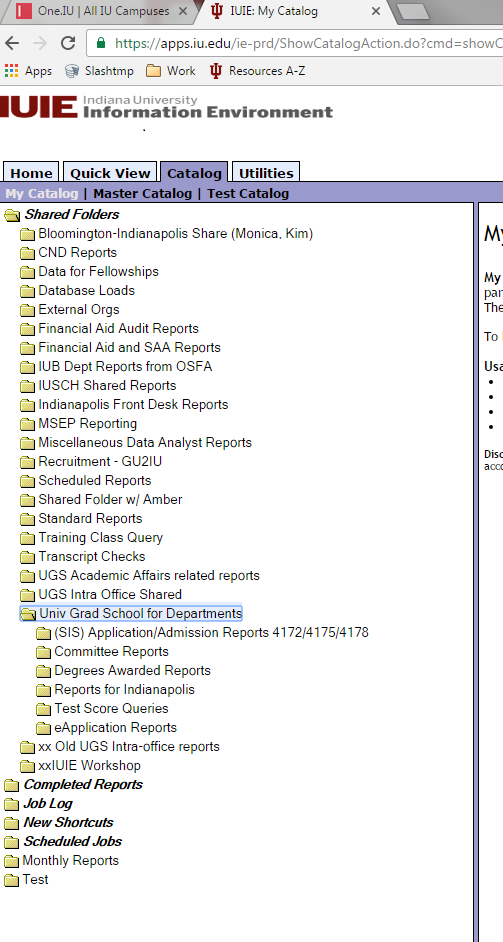 One.IU | All IU Campuses
IUIE: My Catalog
https://apps.iu.edu/ie-prd/ShowCatalogAction.do?cmd=showC
Apps Slashtmp Work Resources A-Z
IUIE Indiana University
Information Environment
Home Quick View Catalog Utilities
My Catalog | Master Catalog | Test Catalog
Shared Folders
Bloomington-Indianapolis Share (Monica, Kim)
CND Reports
Data for Fellowships
Database Loads
External Orgs
Financial Aid Audit Reports
Financial Aid and SAA Reports
IUB Dept Reports from OSFA
IUSCH Shared Reports
Indianapolis Front Desk Reports
MSEP Reporting
Miscellaneous Data Analyst Reports
Recruitment - GU2IU
Scheduled Reports
Shared Folder w/ Amber
Standard Reports
Training Class Query
Transcript Checks
UGS Academic Affairs related reports
UGS Intra Office Shared
Univ Grad School for Departments
(SIS) Application/Admission Reports 4172/4175/4178
Committee Reports
Degrees Awarded Reports
Reports for Indianapolis
Test Score Queries
eApplication Reports
xx Old UGS Intra-office reports
xxIUIE Workshop
Completed Reports
Job Log
New Shortcuts
Scheduled Jobs
Monthly Reports
Test
My
My
par
The
To
Usa
Disc
acco